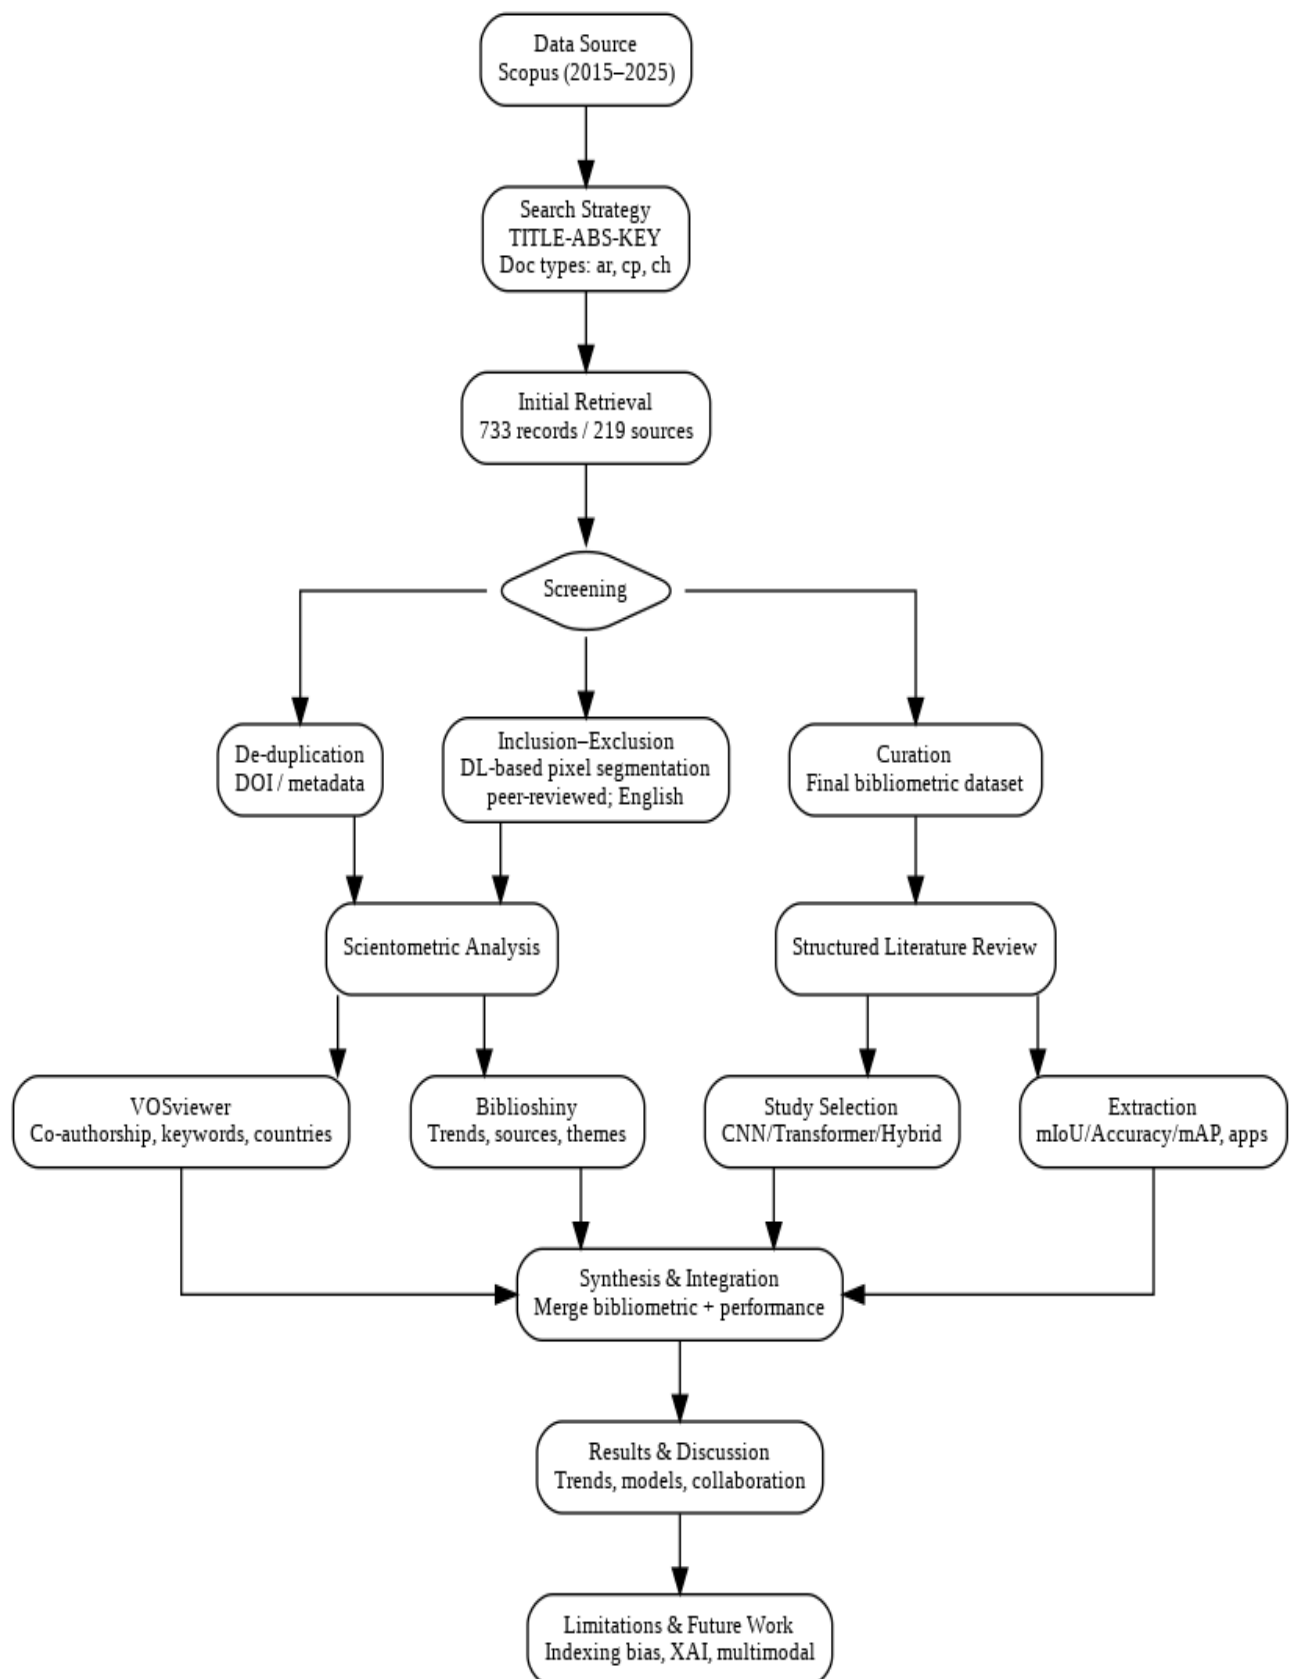 Data Source
Scopus (2015–2025)
Search Strategy
TITLE-ABS-KEY
Doc types: ar, cp, ch
Initial Retrieval
733 records / 219 sources
Screening
De-duplication
DOI / metadata
Inclusion–Exclusion
DL-based pixel segmentation
peer-reviewed; English
Curation
Final bibliometric dataset
Scientometric Analysis
Structured Literature Review
VOSviewer
Co-authorship, keywords, countries
Biblioshiny
Trends, sources, themes
Study Selection
CNN/Transformer/Hybrid
Extraction
mIoU/Accuracy/mAP, apps
Synthesis & Integration
Merge bibliometric + performance
Results & Discussion
Trends, models, collaboration
Limitations & Future Work
Indexing bias, XAI, multimodal